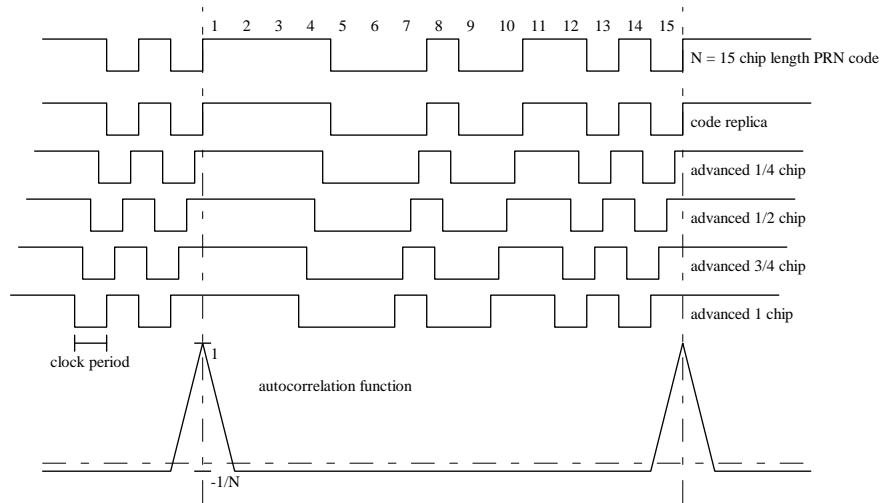 1 2 3 4 5 6 7 8 9 10 11 12 13 14 15
N = 15 chip length PRN code
code replica
advanced 1/4 chip
advanced 1/2 chip
advanced 3/4 chip
advanced 1 chip
clock period
1
autocorrelation function
-1/N